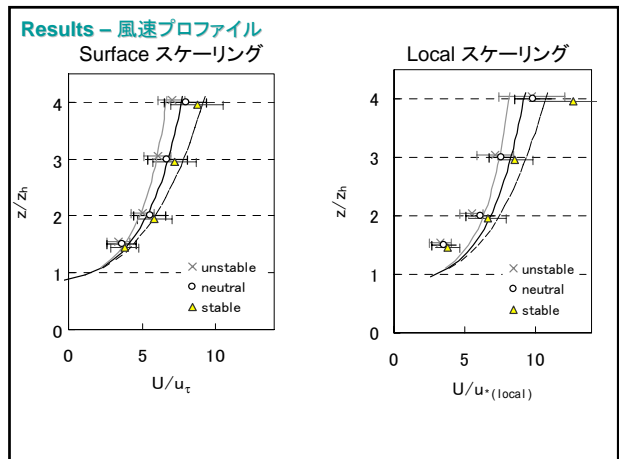 Results – 風速プロファイル
Surface スケーリング
4
3
2
1
0
z/zh
0 5 10
U/uτ
unstable
neutral
stable
Local スケーリング
4
3
2
1
0
z/zh
0 5 10
U/u*(local)
unstable
neutral
stable